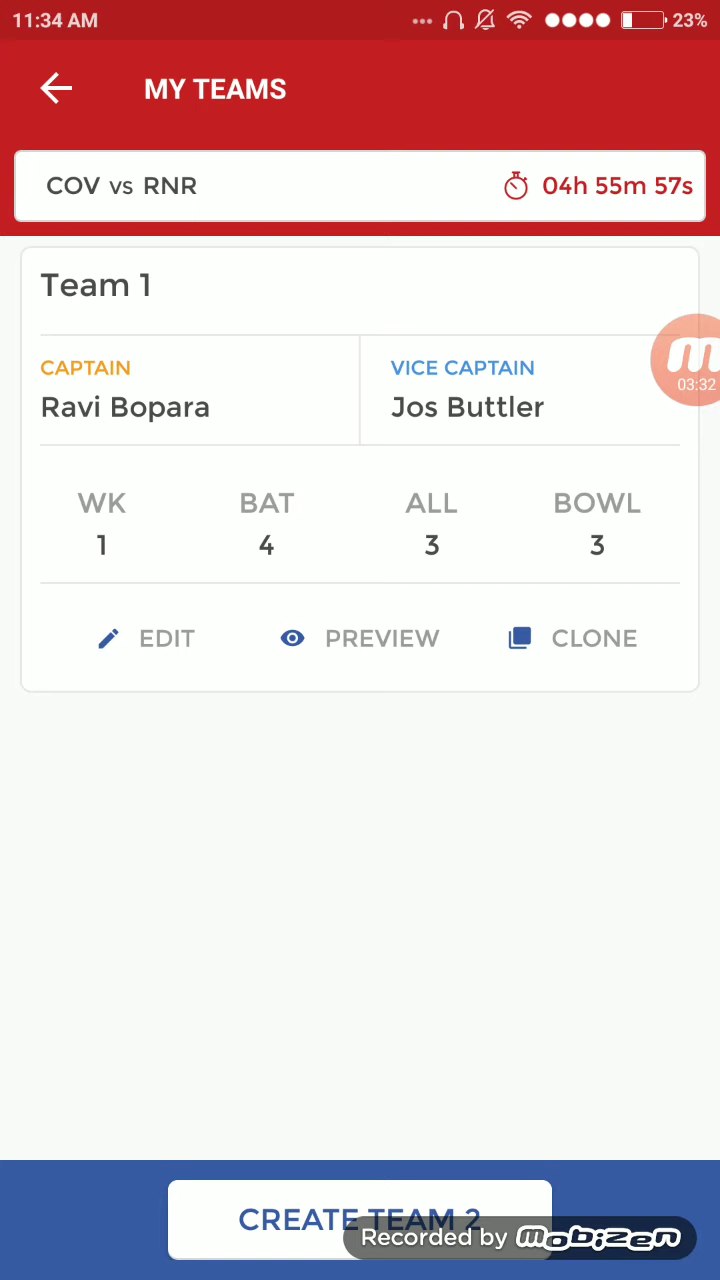 11:34 AM 23%
MY TEAMS
COV vs RNR 04h 55m 57s
Team 1
CAPTAIN VICE CAPTAIN
Ravi Bopara Jos Buttler
03:32
WK BAT ALL BOWL
1 4 3 3
EDIT PREVIEW CLONE
CREATE TEAM 2
Recorded by mobizen